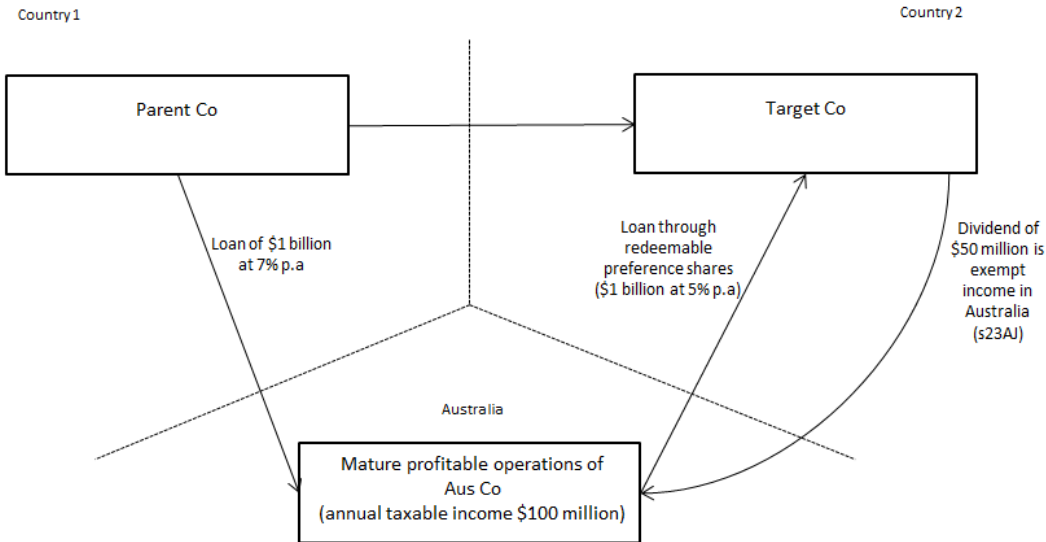 Country 1
Country 2
Parent Co
Target Co
Loan of $1 billion
at 7% p.a
Loan through
redeemable
preference shares
($1 billion at 5% p.a)
Dividend of
$50 million is
exempt
income in
Australia
(s23AJ)
Australia
Mature profitable operations of
Aus Co
(annual taxable income $100 million)